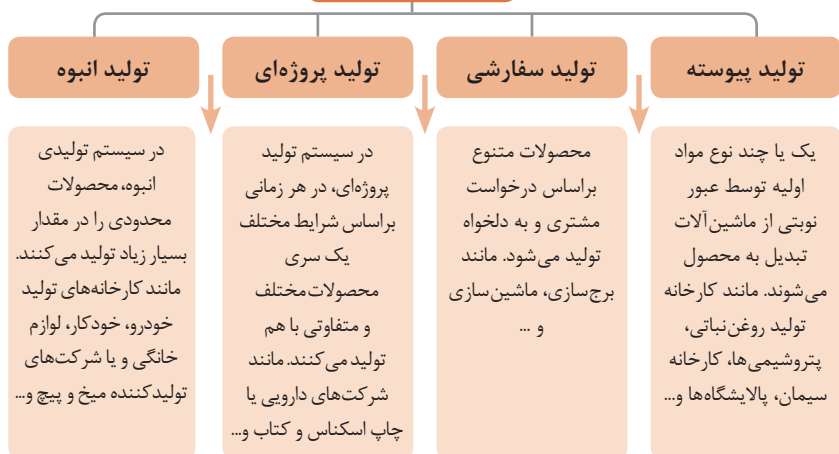 تولید پیوسته
یک یا چند نوع مواد
اولیه توسط عبور
نوبتی از ماشین‌آلات
تبدیل به محصول
می‌شوند. مانند کارخانه
تولید روغن‌نباتی،
پتروشیمی‌ها، کارخانه
سیمان، پالایشگاه‌ها و...
تولید سفارشی
محصولات متنوع
براساس درخواست
مشتری و به دلخواه
تولید می‌شود. مانند
برج‌سازی، ماشین‌سازی
و ...
تولید پروژه‌ای
در سیستم تولید
پروژه‌ای، در هر زمانی
براساس شرایط مختلف
یک سری
محصولات‌مختلف
و متفاوتی با هم
تولید می‌کنند. مانند
شرکت‌های دارویی یا
چاپ اسکناس و کتاب و...
تولید انبوه
در سیستم تولیدی
انبوه، محصولات
محدودی را در مقدار
بسیار زیاد تولید می‌کنند.
مانند کارخانه‌های تولید
خودرو، خودکار، لوازم
خانگی و یا شرکت‌های
تولیدکننده میخ و پیچ و...